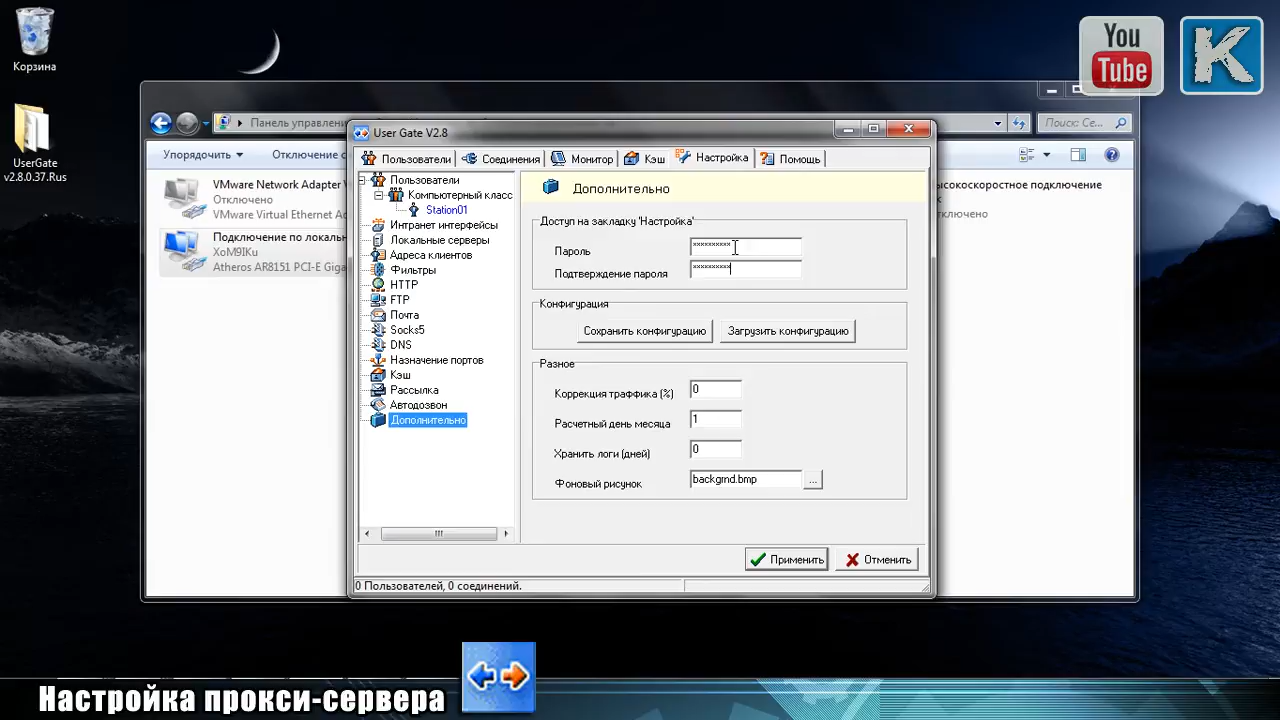 Корзина
UserGate
v2.8.0.37.Rus
You
Tube
K
Панель управлени
Поиск: Се...
Упорядочить
Отключение с
VMware Network Adapter V
Отключено
VMware Virtual Ethernet Ad
Подключение по локальн
XoM9IKu
Atheros AR8151 PCI-E Giga
ысокоскоростное подключение
к
тключено
User Gate V2.8
Пользователи
Соединения
Монитор
Кэш
Настройка
Помощь
Пользователи
Компьютерный класс
Station01
Интранет интерфейсы
Локальные серверы
Адреса клиентов
Фильтры
HTTP
FTP
Почта
Socks5
DNS
Назначение портов
Кэш
Рассылка
Автодозвон
Дополнительно
Дополнительно
Доступ на закладку 'Настройка'
Пароль
**********
Подтверждение пароля
**********
Конфигурация
Сохранить конфигурацию
Загрузить конфигурацию
Разное
Коррекция траффика (%)
0
Расчетный день месяца
1
Хранить логи (дней)
0
Фоновый рисунок
backgrnd.bmp
...
Применить
Отменить
0 Пользователей, 0 соединений.
Настройка прокси-сервера